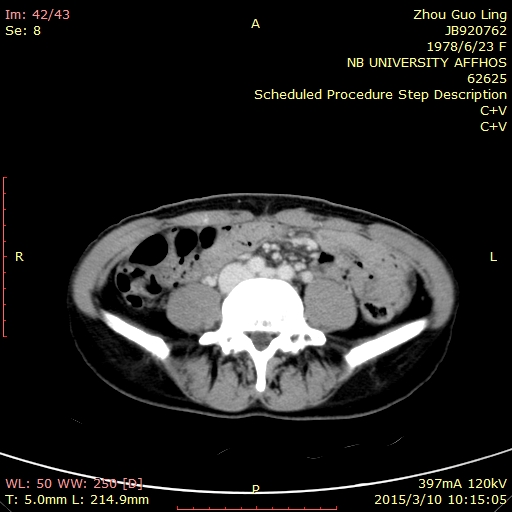 Im: 42/43
Se: 8
A
Zhou Guo Ling
JB920762
1978/6/23 F
NB UNIVERSITY AFFHOS
62625
Scheduled Procedure Step Description
C+V
C+V
R
L
WL: 50 WW: 250 [D]
T: 5.0mm L: 214.9mm
P
397mA 120kV
2015/3/10 10:15:05